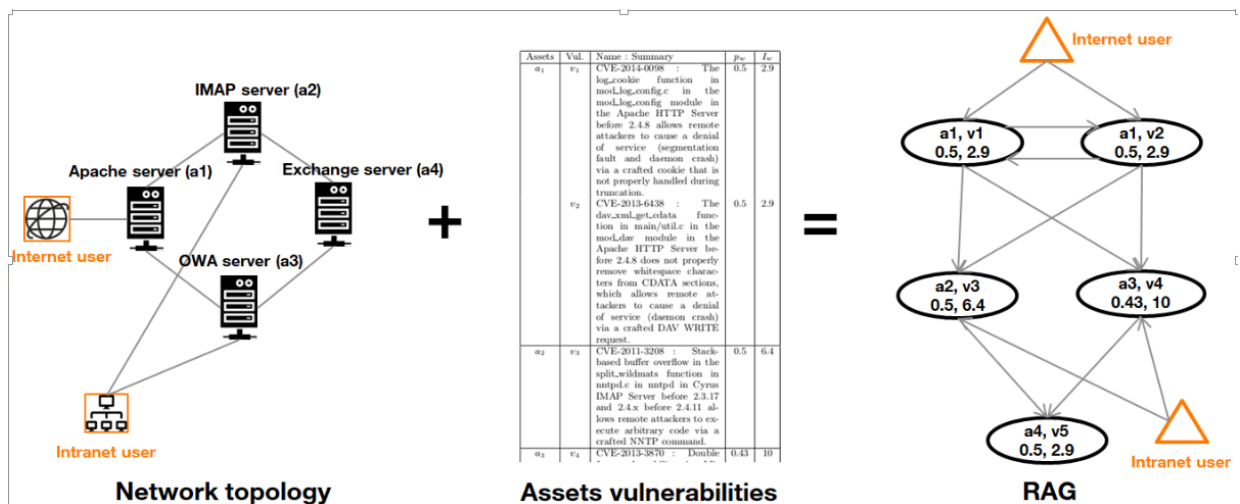 IMAP server (a2)
Apache server (a1)
Exchange server (a4)
Internet user
OWA server (a3)
Intranet user
Network topology
+
Assets Vul. Name : Summary p_w I_w
a1 v1 CVE-2014-0098 : The 0.5 2.9
log_cookie function in
mod_log_config.c in the
mod_log_config module in
the Apache HTTP Server
before 2.4.8 allows remote
attackers to cause a denial
of service (segmentation
fault and daemon crash)
via a crafted cookie that is
not properly handled during
truncation.
v2 CVE-2013-6438 : The 0.5 2.9
dav_xml_get_cdata func-
tion in main/util.c in the
mod_dav module in the
Apache HTTP Server be-
fore 2.4.8 does not properly
remove whitespace charac-
ters from CDATA sections,
which allows remote at-
tackers to cause a denial
of service (daemon crash)
via a crafted DAV WRITE
request.
a2 v3 CVE-2011-3208 : Stack- 0.5 6.4
based buffer overflow in the
split_wildmats function in
nntpd.c in nntpd in Cyrus
IMAP Server before 2.3.17
and 2.4.x before 2.4.11 al-
lows remote attackers to ex-
ecute arbitrary code via a
crafted NNTP command.
a3 v4 CVE-2013-3870 : Double 0.43 10
Assets vulnerabilities
=
Internet user
a1, v1
0.5, 2.9
a1, v2
0.5, 2.9
a2, v3
0.5, 6.4
a3, v4
0.43, 10
a4, v5
0.5, 2.9
Intranet user
RAG